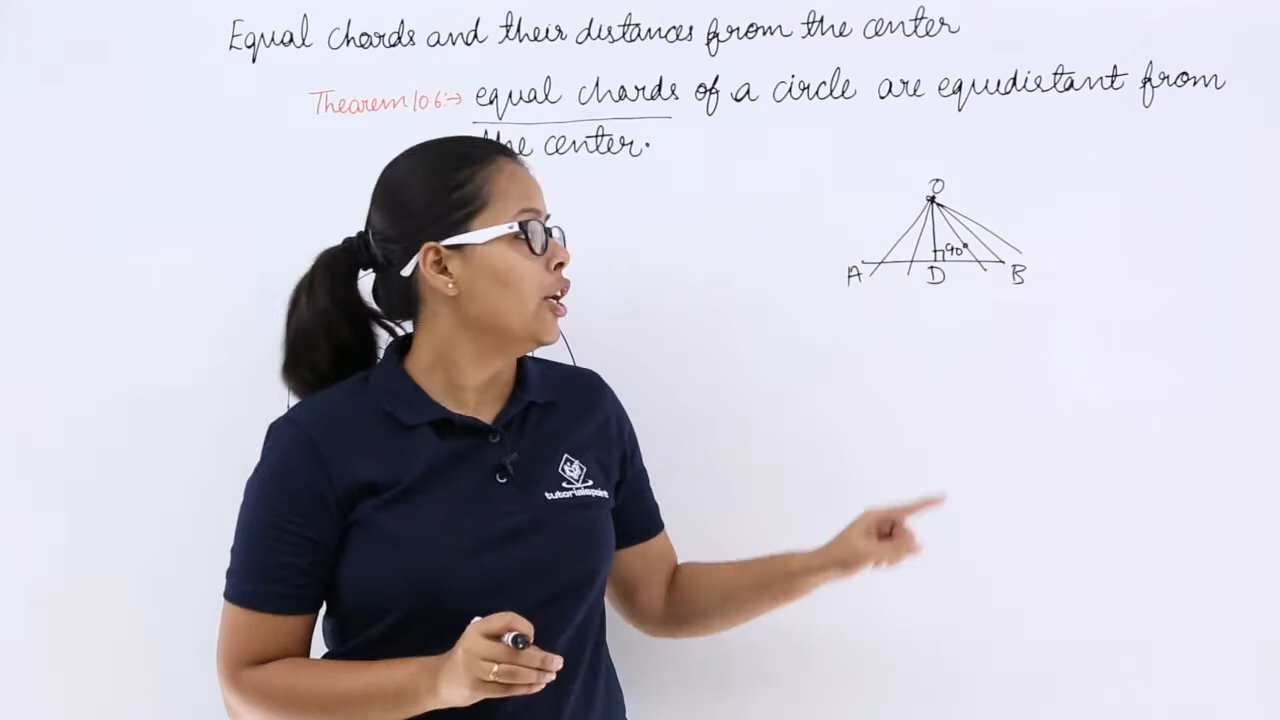 Equal chords and their distances from the center
Thearem 10.6:→ equal chords of a circle are equidistant from
the center.
O
90°
A D B
tutorialspoint